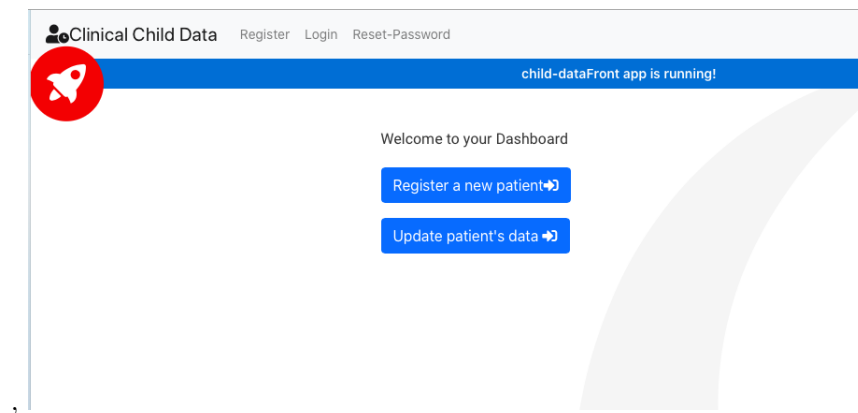 Clinical Child Data Register Login Reset-Password
child-dataFront app is running!
Welcome to your Dashboard
Register a new patient
Update patient's data
,